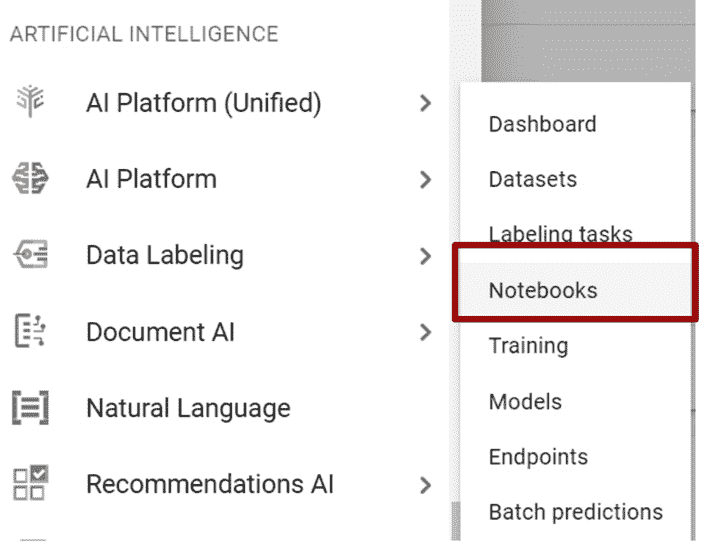 ARTIFICIAL INTELLIGENCE
AI Platform (Unified)
AI Platform
Data Labeling
Document AI
Natural Language
Recommendations AI
Dashboard
Datasets
Labeling tasks
Notebooks
Training
Models
Endpoints
Batch predictions